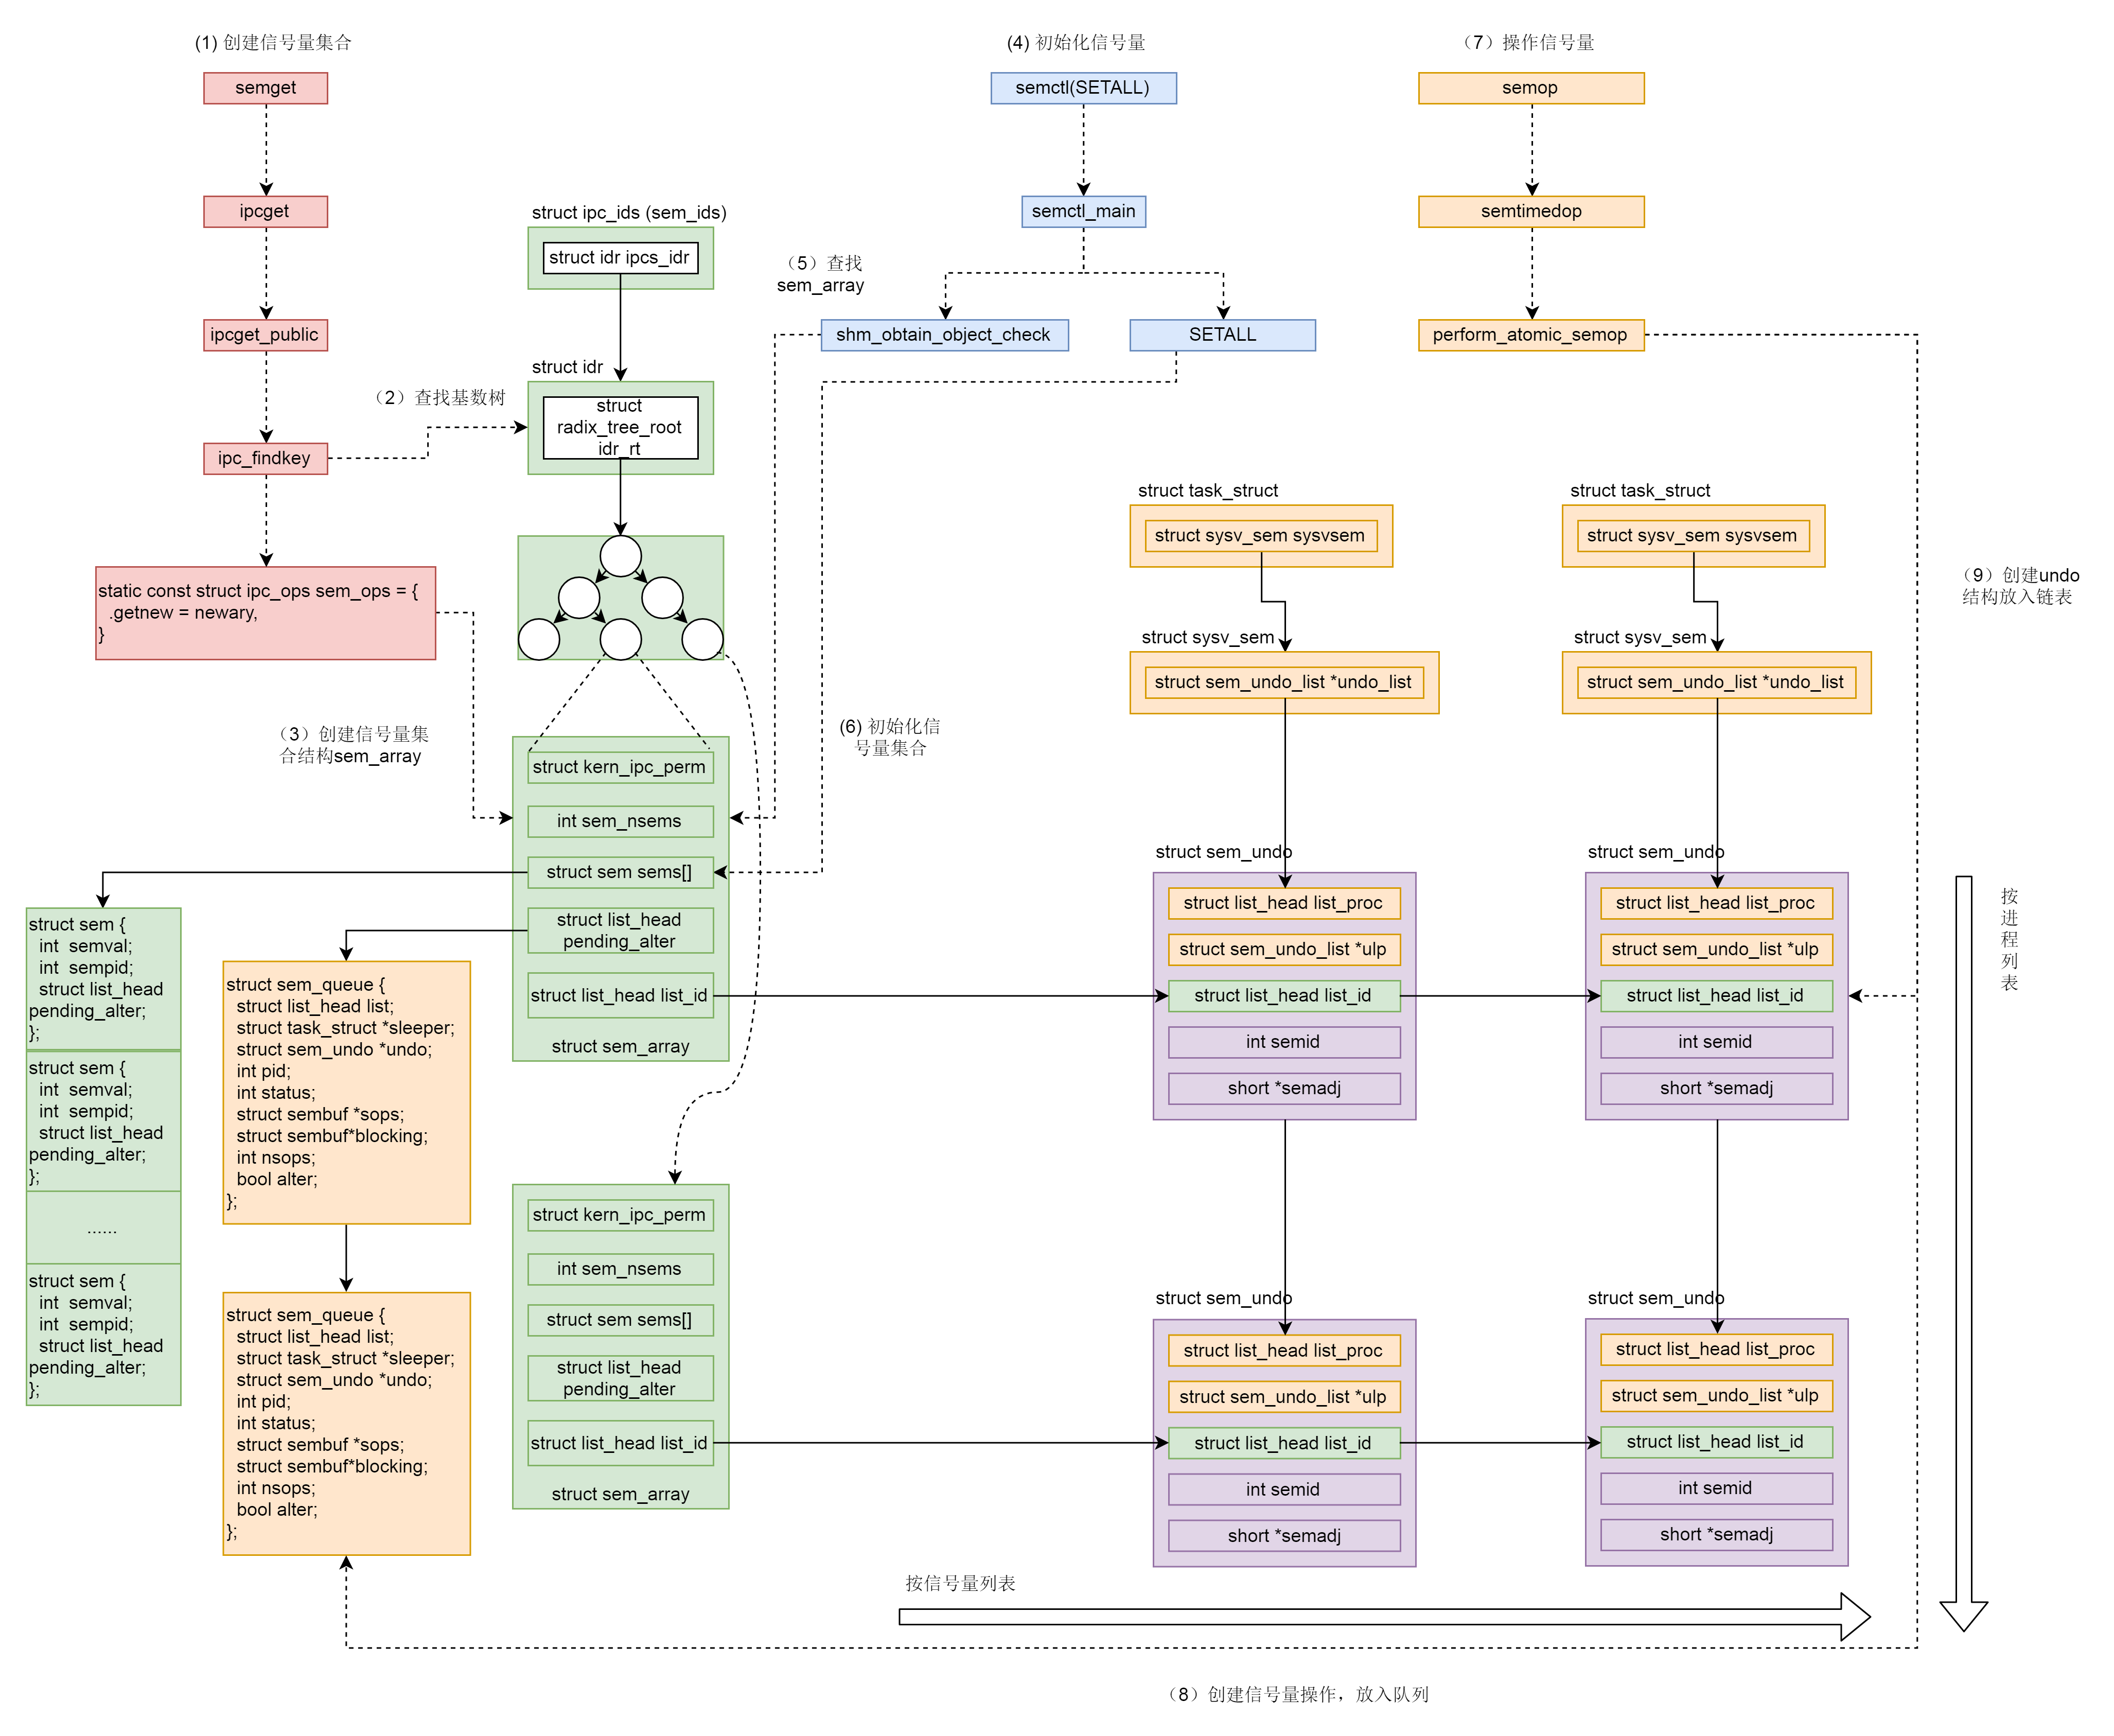 (1) 创建信号量集合
semget
ipcget
ipcget_public
ipc_findkey
static const struct ipc_ops sem_ops = {
.getnew = newary,
}
（2）查找基数树
（3）创建信号量集
合结构sem_array
struct ipc_ids (sem_ids)
struct idr ipcs_idr
struct idr
struct
radix_tree_root
idr_rt
(4) 初始化信号量
semctl(SETALL)
semctl_main
（5）查找
sem_array
shm_obtain_object_check
SETALL
(6) 初始化信
号量集合
（7）操作信号量
semop
semtimedop
perform_atomic_semop
struct task_struct
struct sysv_sem sysvsem
struct sysv_sem
struct sem_undo_list *undo_list
struct task_struct
struct sysv_sem sysvsem
struct sysv_sem
struct sem_undo_list *undo_list
（9）创建undo
结构放入链表
struct kern_ipc_perm
int sem_nsems
struct sem sems[]
struct list_head
pending_alter
struct list_head list_id
struct sem_array
struct sem {
int  semval;
int  sempid;
struct list_head
pending_alter;
};
struct sem {
int  semval;
int  sempid;
struct list_head
pending_alter;
};
......
struct sem {
int  semval;
int  sempid;
struct list_head
pending_alter;
};
struct sem_queue {
struct list_head list;
struct task_struct *sleeper;
struct sem_undo *undo;
int pid;
int status;
struct sembuf *sops;
struct sembuf*blocking;
int nsops;
bool alter;
};
struct sem_queue {
struct list_head list;
struct task_struct *sleeper;
struct sem_undo *undo;
int pid;
int status;
struct sembuf *sops;
struct sembuf*blocking;
int nsops;
bool alter;
};
struct kern_ipc_perm
int sem_nsems
struct sem sems[]
struct list_head
pending_alter
struct list_head list_id
struct sem_array
struct sem_undo
struct list_head list_proc
struct sem_undo_list *ulp
struct list_head list_id
int semid
short *semadj
struct sem_undo
struct list_head list_proc
struct sem_undo_list *ulp
struct list_head list_id
int semid
short *semadj
struct sem_undo
struct list_head list_proc
struct sem_undo_list *ulp
struct list_head list_id
int semid
short *semadj
struct sem_undo
struct list_head list_proc
struct sem_undo_list *ulp
struct list_head list_id
int semid
short *semadj
按
进
程
列
表
按信号量列表
（8）创建信号量操作，放入队列